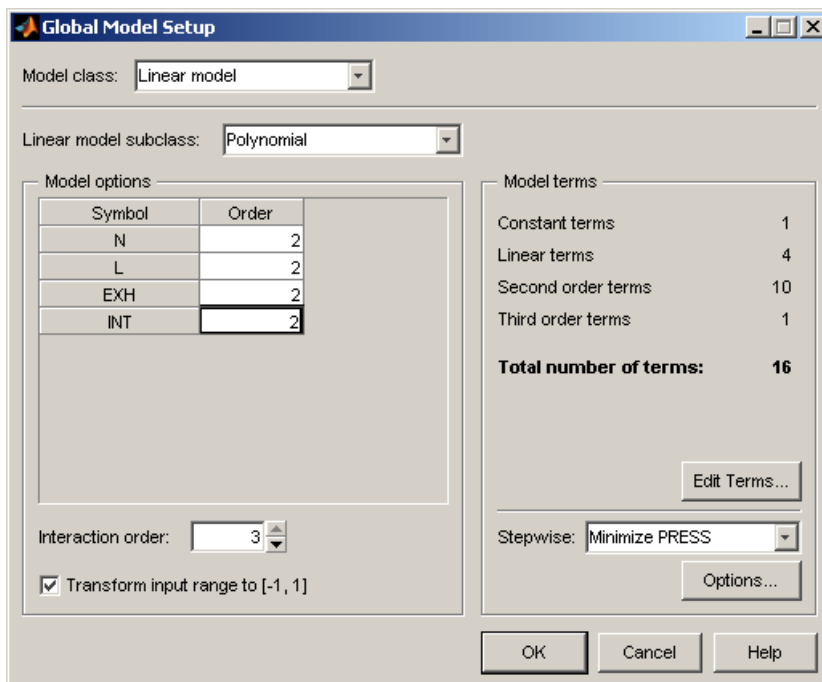 Global Model Setup
Model class: Linear model
Linear model subclass: Polynomial
Model options
Symbol Order
N 2
L 2
EXH 2
INT 2
Interaction order: 3
Transform input range to [-1, 1]
Model terms
Constant terms 1
Linear terms 4
Second order terms 10
Third order terms 1
Total number of terms: 16
Edit Terms...
Stepwise: Minimize PRESS
Options...
OK Cancel Help